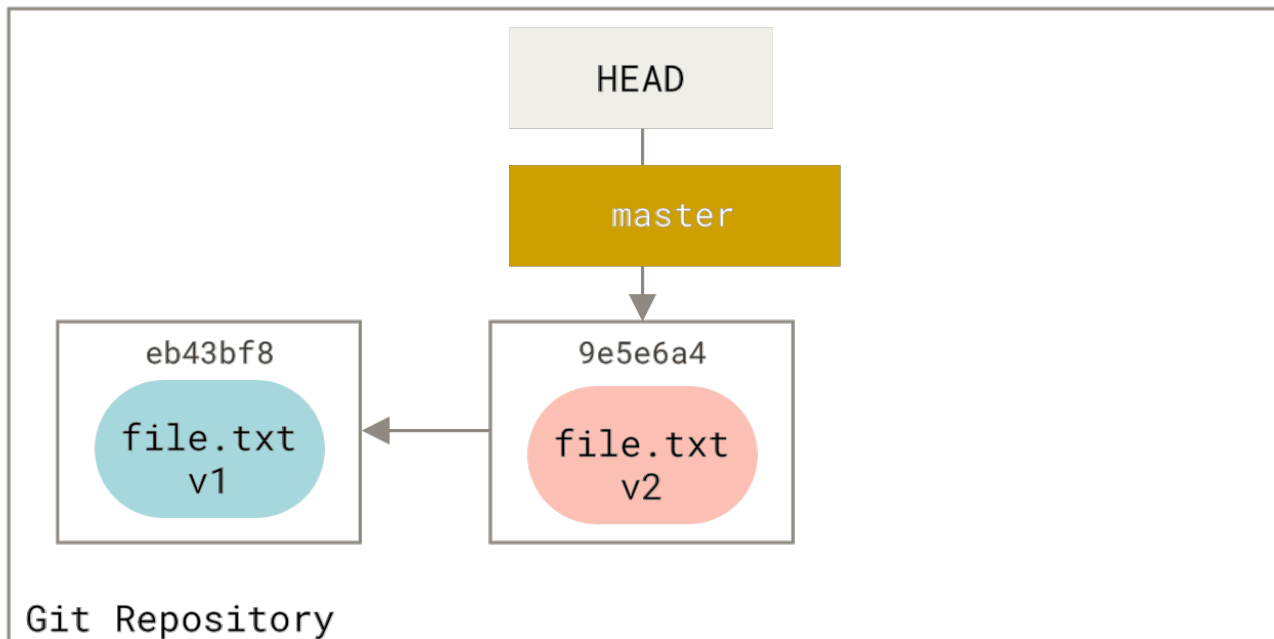 HEAD
master
eb43bf8
file.txt
v1
9e5e6a4
file.txt
v2
Git Repository